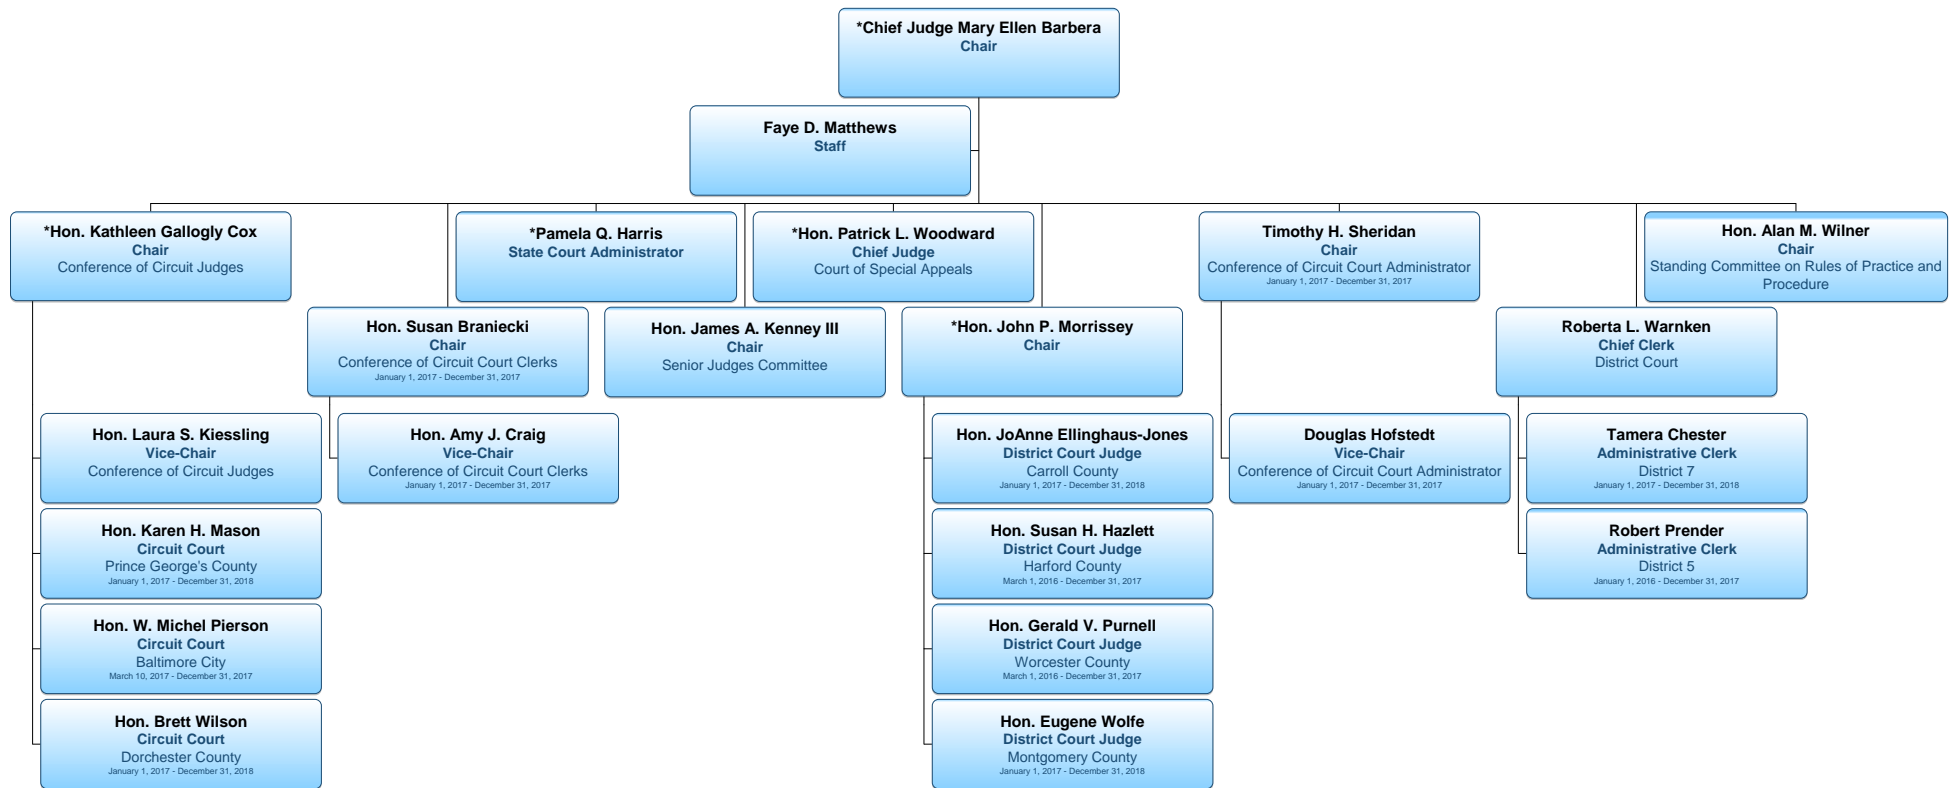 *Chief Judge Mary Ellen Barbera
Chair
Faye D. Matthews
Staff
*Hon. Kathleen Gallogly Cox
Chair
Conference of Circuit Judges
*Pamela Q. Harris
State Court Administrator
*Hon. Patrick L. Woodward
Chief Judge
Court of Special Appeals
Timothy H. Sheridan
Chair
Conference of Circuit Court Administrator
January 1, 2017 - December 31, 2017
Hon. Alan M. Wilner
Chair
Standing Committee on Rules of Practice and
Procedure
Hon. Susan Braniecki
Chair
Conference of Circuit Court Clerks
January 1, 2017 - December 31, 2017
Hon. James A. Kenney III
Chair
Senior Judges Committee
*Hon. John P. Morrissey
Chair
Roberta L. Warnken
Chief Clerk
District Court
Hon. Laura S. Kiessling
Vice-Chair
Conference of Circuit Judges
Hon. Amy J. Craig
Vice-Chair
Conference of Circuit Court Clerks
January 1, 2017 - December 31, 2017
Hon. JoAnne Ellinghaus-Jones
District Court Judge
Carroll County
January 1, 2017 - December 31, 2018
Douglas Hofstedt
Vice-Chair
Conference of Circuit Court Administrator
January 1, 2017 - December 31, 2017
Tamera Chester
Administrative Clerk
District 7
January 1, 2017 - December 31, 2018
Hon. Karen H. Mason
Circuit Court
Prince George's County
January 1, 2017 - December 31, 2018
Hon. Susan H. Hazlett
District Court Judge
Harford County
March 1, 2016 - December 31, 2017
Robert Prender
Administrative Clerk
District 5
January 1, 2016 - December 31, 2017
Hon. W. Michel Pierson
Circuit Court
Baltimore City
March 10, 2017 - December 31, 2017
Hon. Gerald V. Purnell
District Court Judge
Worcester County
March 1, 2016 - December 31, 2017
Hon. Brett Wilson
Circuit Court
Dorchester County
January 1, 2017 - December 31, 2018
Hon. Eugene Wolfe
District Court Judge
Montgomery County
January 1, 2017 - December 31, 2018